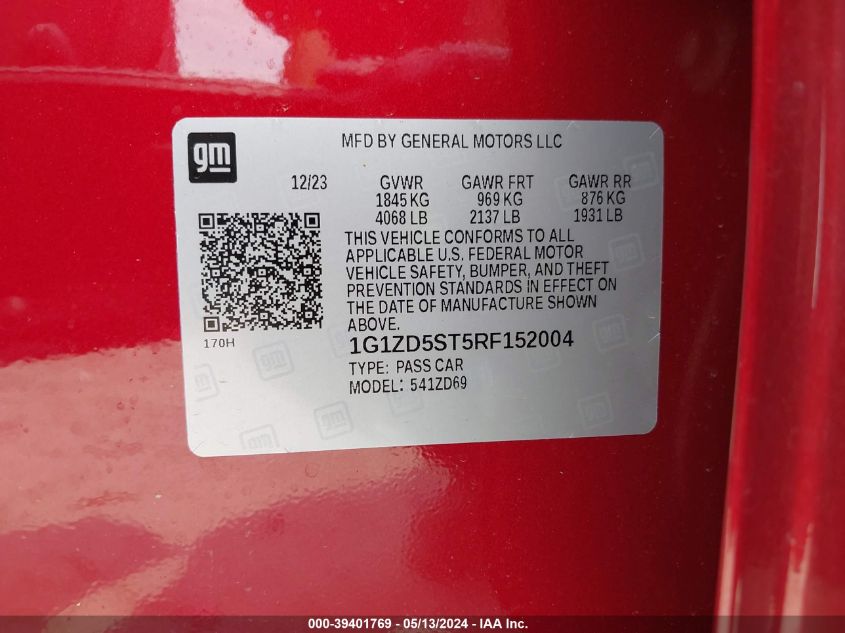 gm
MFD BY GENERAL MOTORS LLC
12/23 GVWR GAWR FRT GAWR RR
1845 KG 969 KG 876 KG
4068 LB 2137 LB 1931 LB
THIS VEHICLE CONFORMS TO ALL
APPLICABLE U.S. FEDERAL MOTOR
VEHICLE SAFETY, BUMPER, AND THEFT
PREVENTION STANDARDS IN EFFECT ON
THE DATE OF MANUFACTURE SHOWN
ABOVE.
170H
1G1ZD5ST5RF152004
TYPE: PASS CAR
MODEL: 541ZD69
000-39401769 - 05/13/2024 - IAA Inc.